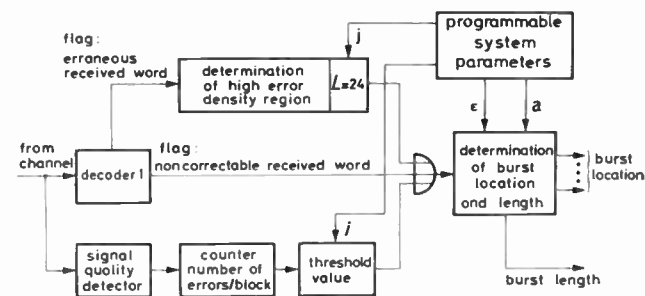 flag:
erraneous
received word
determination
of high error
density region
L=24
j
programmable
system
parameters
ε
a
from
channel
decoder 1
flag:
noncorrectable received word
determination
of burst
location
and length
burst
location
j
signal
quality
detector
counter
number of
errors/block
threshold
value
burst length